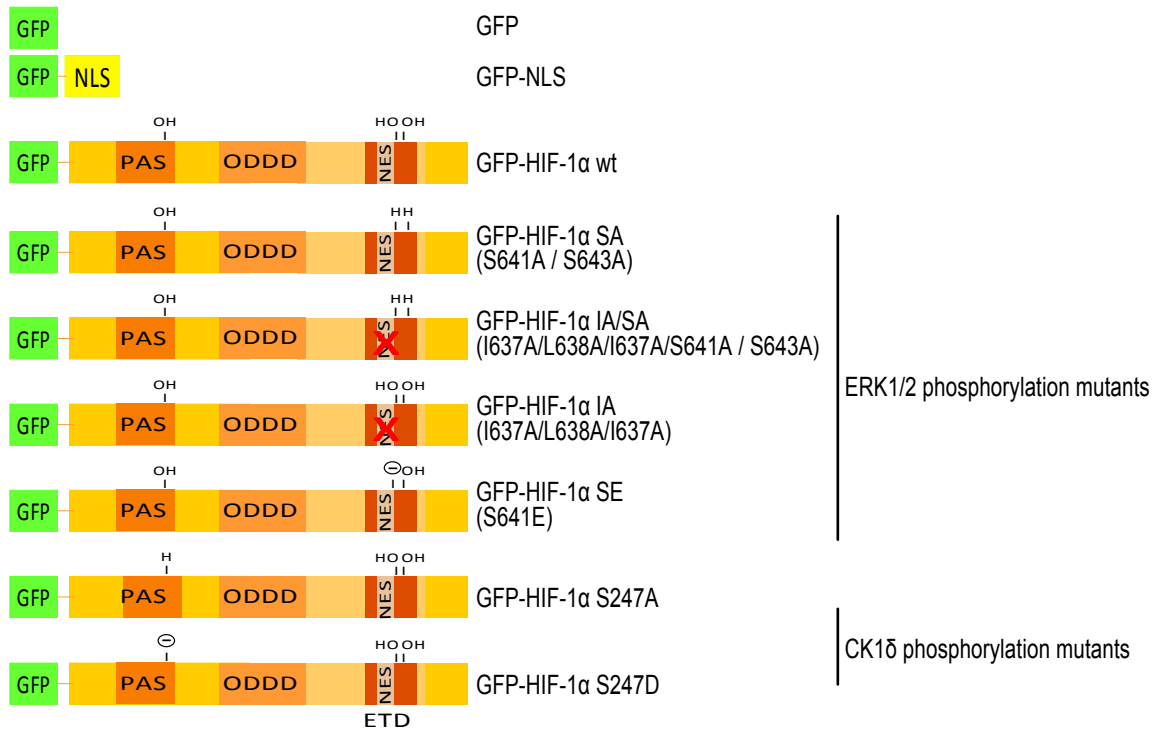 GFP
GFP
GFP NLS
GFP-NLS
OH HO OH
GFP PAS ODDD NES
GFP-HIF-1α wt
OH H H
GFP PAS ODDD NES
GFP-HIF-1α SA
(S641A / S643A)
OH H H
GFP PAS ODDD NES
GFP-HIF-1α IA/SA
(I637A/L638A/I637A/S641A / S643A)
OH HO OH
GFP PAS ODDD NES
GFP-HIF-1α IA
(I637A/L638A/I637A)
OH ⊖ OH
GFP PAS ODDD NES
GFP-HIF-1α SE
(S641E)
ERK1/2 phosphorylation mutants
H HO OH
GFP PAS ODDD NES
GFP-HIF-1α S247A
⊖ HO OH
GFP PAS ODDD NES
GFP-HIF-1α S247D
CK1δ phosphorylation mutants
ETD